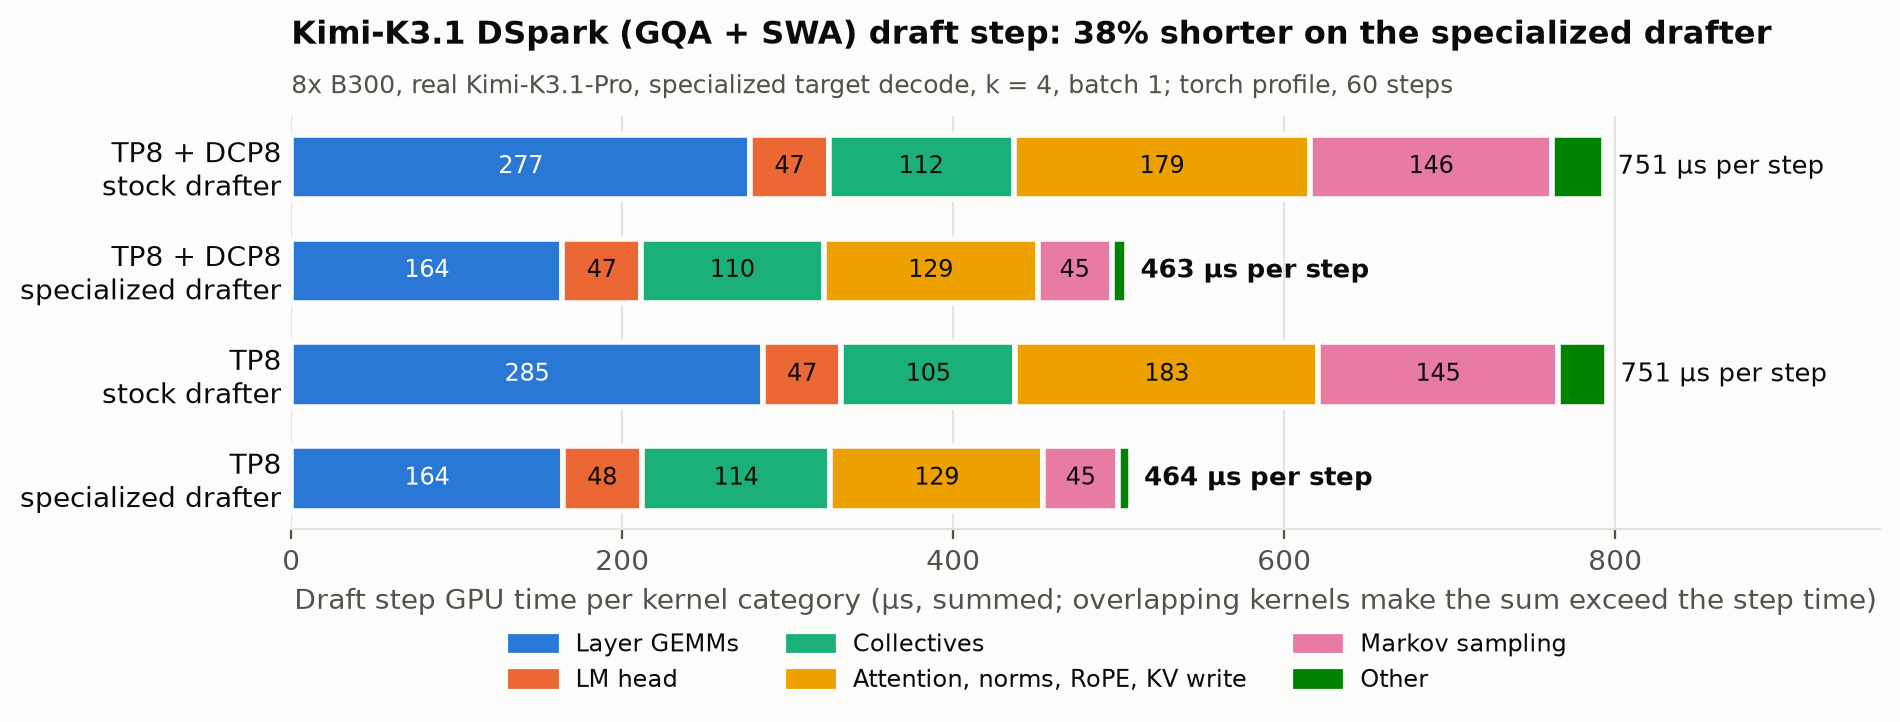 Kimi-K3.1 DSpark (GQA + SWA) draft step: 38% shorter on the specialized drafter
8x B300, real Kimi-K3.1-Pro, specialized target decode, k = 4, batch 1; torch profile, 60 steps
TP8 + DCP8
stock drafter
277 47 112 179 146 751 µs per step
TP8 + DCP8
specialized drafter
164 47 110 129 45 463 µs per step
TP8
stock drafter
285 47 105 183 145 751 µs per step
TP8
specialized drafter
164 48 114 129 45 464 µs per step
0 200 400 600 800
Draft step GPU time per kernel category (µs, summed; overlapping kernels make the sum exceed the step time)
Layer GEMMs Collectives Markov sampling
LM head Attention, norms, RoPE, KV write Other